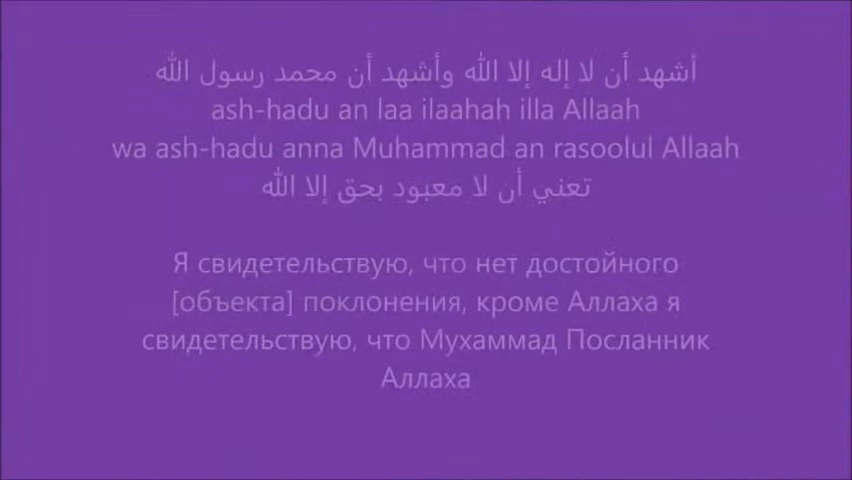 أشهد أن لا إله إلا الله وأشهد أن محمد رسول الله
ash-hadu an laa ilaahah illa Allaah
wa ash-hadu anna Muhammad an rasoolul Allaah
تعني أن لا معبود بحق إلا الله
Я свидетельствую, что нет достойного
[объекта] поклонения, кроме Аллаха я
свидетельствую, что Мухаммад Посланник
Аллаха